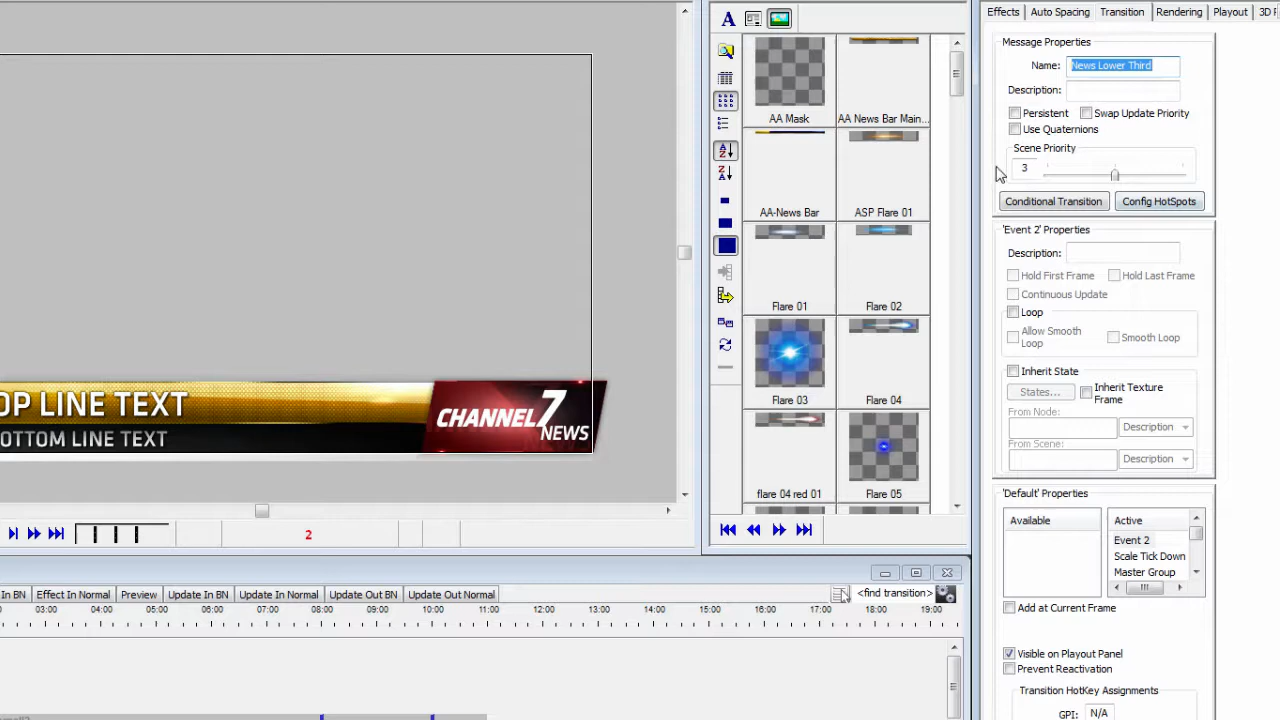 Effects Auto Spacing Transition Rendering Playout 3D
A
Message Properties
Name: News Lower Third
Description:
Persistent Swap Update Priority
Use Quaternions
Scene Priority
3
Conditional Transition Config HotSpots
AA Mask AA News Bar Main...
AA-News Bar ASP Flare 01
Flare 01 Flare 02
Flare 03 Flare 04
flare 04 red 01 Flare 05
'Event 2' Properties
Description:
Hold First Frame Hold Last Frame
Continuous Update
Loop
Allow Smooth Loop Smooth Loop
Inherit State
States... Inherit Texture Frame
From Node:
Description
From Scene:
Description
OP LINE TEXT
OTTOM LINE TEXT
CHANNEL 7
NEWS
2
'Default' Properties
Available Active
Event 2
Scale Tick Down
Master Group
Add at Current Frame
Visible on Playout Panel
Prevent Reactivation
Transition HotKey Assignments
GPI: N/A
In BN Effect In Normal Preview Update In BN Update In Normal Update Out BN Update Out Normal <find transition>
03:00 04:00 05:00 06:00 07:00 08:00 09:00 10:00 11:00 12:00 13:00 14:00 15:00 16:00 17:00 18:00 19:00